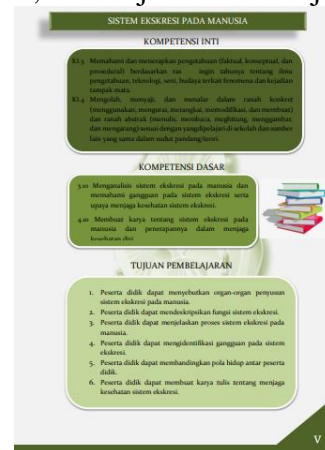 SISTEM EKSKRESI PADA MANUSIA
KOMPETENSI INTI
KI.3 Memahami dan menerapkan pengetahuan (faktual, konseptual, dan
prosedural) berdasarkan ras ingin tahunya tentang ilmu
pengetahuan, teknologi, seni, budaya terkait fenomena dan kejadian
tampak mata.
KI.4 Mengolah, menyaji, dan menalar dalam ranah konkret
(menggunakan, mengurai, merangkai, memodifikasi, dan membuat)
dan ranah abstrak (menulis, membaca, menghitung, menggambar,
dan mengarang) sesuai dengan yang dipelajari di sekolah dan sumber
lain yang sama dalam sudut pandang/teori.
KOMPETENSI DASAR
3.10 Menganalisis sistem ekskresi pada manusia dan
memahami gangguan pada sistem ekskresi serta
upaya menjaga kesehatan sistem ekskresi.
4.10 Membuat karya tentang sistem ekskresi pada
manusia dan penerapannya dalam menjaga
kesehatan diri
TUJUAN PEMBELAJARAN
1. Peserta didik dapat menyebutkan organ-organ penyusun
sistem ekskresi pada manusia.
2. Peserta didik dapat mendeskripsikan fungsi sistem ekskresi.
3. Peserta didik dapat menjelaskan proses sistem ekskresi pada
manusia.
4. Peserta didik dapat mengidentifikasi gangguan pada sistem
ekskresi.
5. Peserta didik dapat membandingkan pola hidup antar peserta
didik.
6. Peserta didik dapat membuat karya tulis tentang menjaga
kesehatan sistem ekskresi.
V